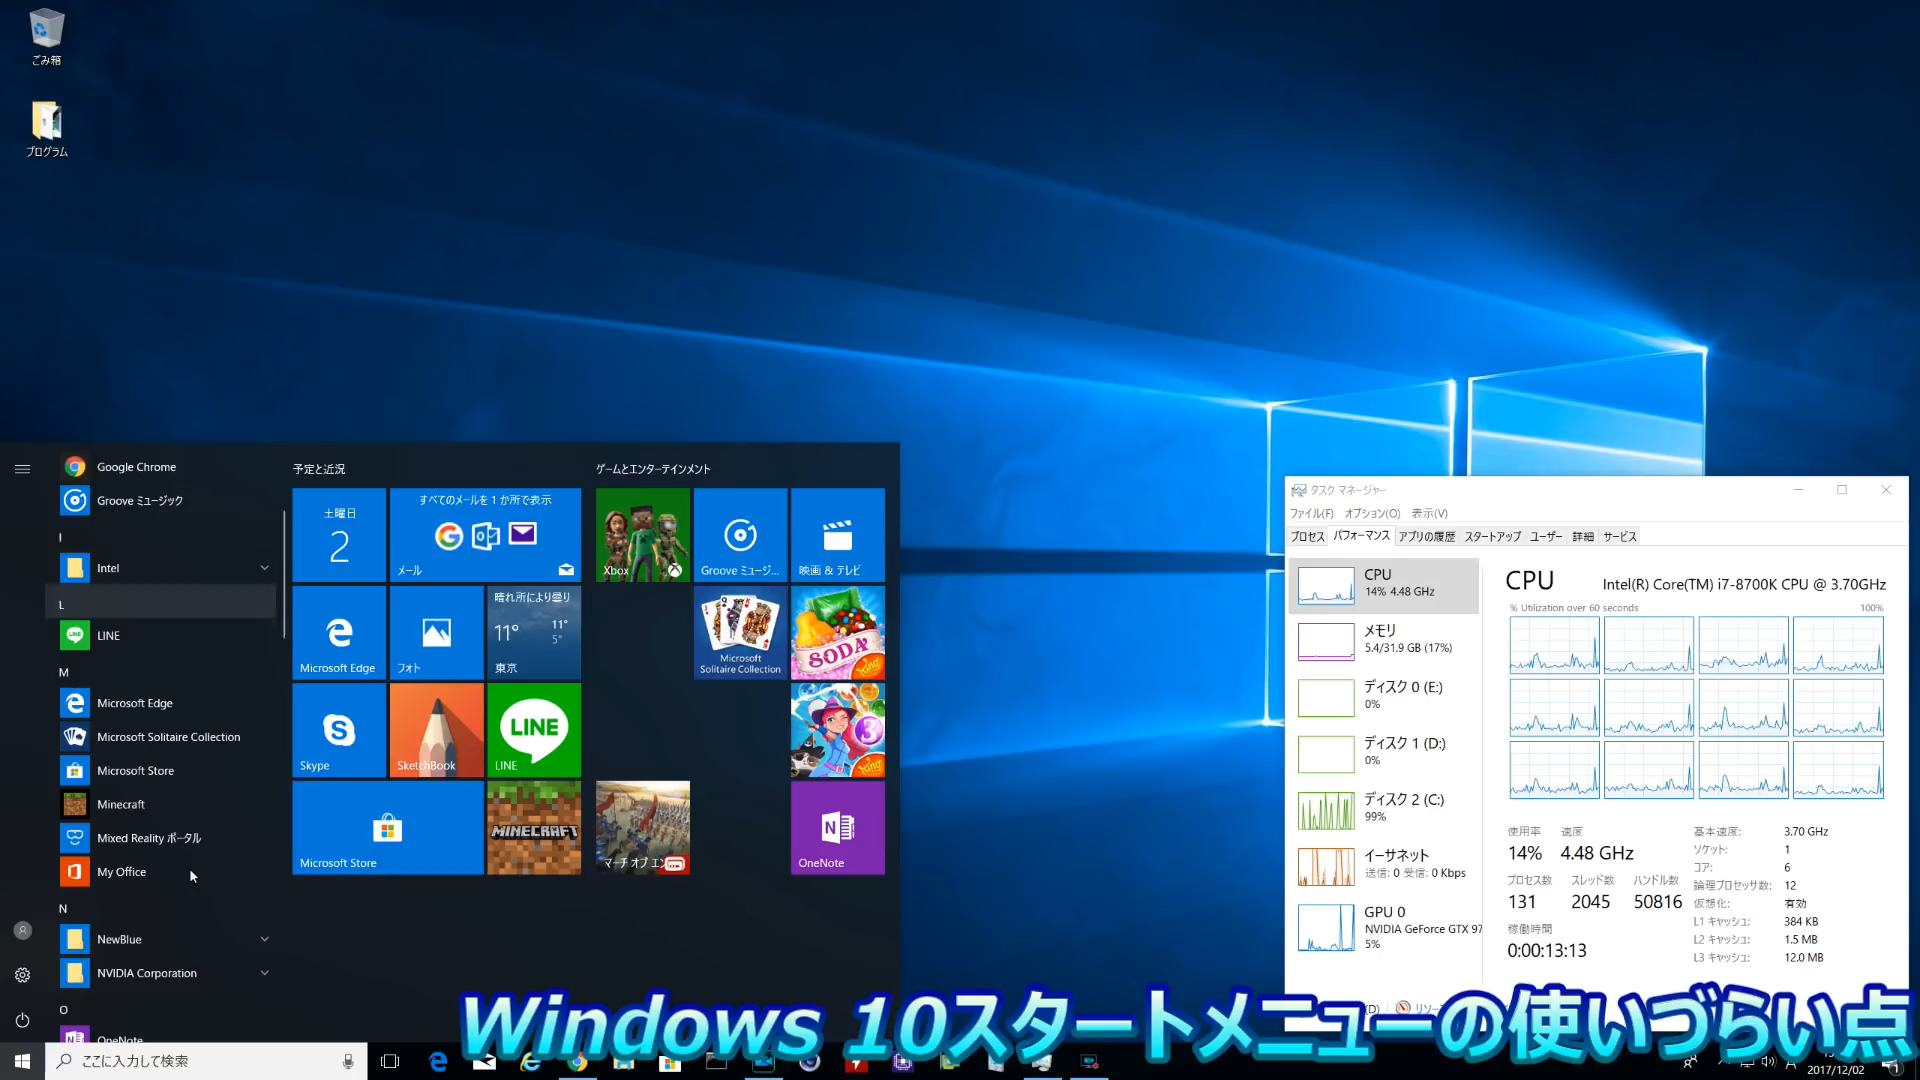 ごみ箱
プログラム
Google Chrome
Groove ミュージック
I
Intel
L
LINE
M
Microsoft Edge
Microsoft Solitaire Collection
Microsoft Store
Minecraft
Mixed Reality ポータル
My Office
N
NewBlue
NVIDIA Corporation
O
OneNote
予定と近況
土曜日
2
すべてのメールを 1 か所で表示
メール
Microsoft Edge
フォト
晴れ所により曇り
11°
11°
5°
東京
Skype
SketchBook
LINE
LINE
Microsoft Store
MINECRAFT
ゲームとエンターテインメント
Xbox
Groove ミュージ...
映画 & テレビ
Microsoft
Solitaire Collection
SODA
King
3
King
マーチ オブ エン
OneNote
タスク マネージャー
ファイル(F) オプション(O) 表示(V)
プロセス パフォーマンス アプリの履歴 スタートアップ ユーザー 詳細 サービス
CPU
14% 4.48 GHz
メモリ
5.4/31.9 GB (17%)
ディスク 0 (E:)
0%
ディスク 1 (D:)
0%
ディスク 2 (C:)
99%
イーサネット
送信: 0 受信: 0 Kbps
GPU 0
NVIDIA GeForce GTX 97
5%
CPU
Intel(R) Core(TM) i7-8700K CPU @ 3.70GHz
% Utilization over 60 seconds
100%
使用率 速度
14% 4.48 GHz
プロセス数 スレッド数 ハンドル数
131 2045 50816
稼働時間
0:00:13:13
基本速度: 3.70 GHz
ソケット: 1
コア: 6
論理プロセッサ数: 12
仮想化: 有効
L1 キャッシュ: 384 KB
L2 キャッシュ: 1.5 MB
L3 キャッシュ: 12.0 MB
Windows 10スタートメニューの使いづらい点
ここに入力して検索
2017/12/02